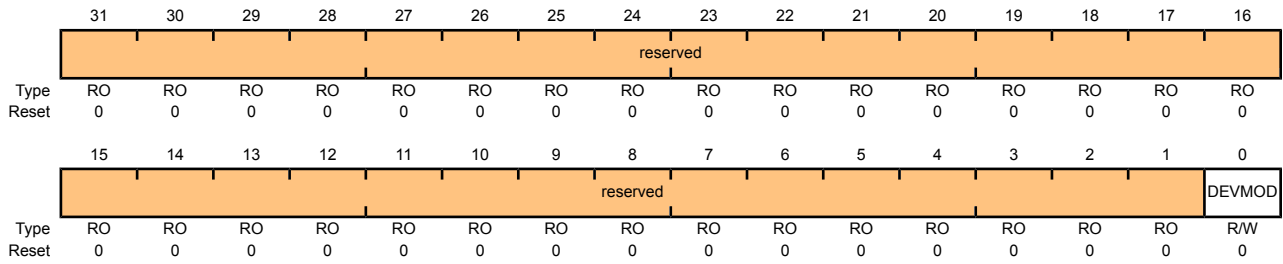 31 30 29 28 27 26 25 24 23 22 21 20 19 18 17 16
reserved
Type RO RO RO RO RO RO RO RO RO RO RO RO RO RO RO RO
Reset 0 0 0 0 0 0 0 0 0 0 0 0 0 0 0 0
15 14 13 12 11 10 9 8 7 6 5 4 3 2 1 0
reserved DEVMOD
Type RO RO RO RO RO RO RO RO RO RO RO RO RO RO RO R/W
Reset 0 0 0 0 0 0 0 0 0 0 0 0 0 0 0 0